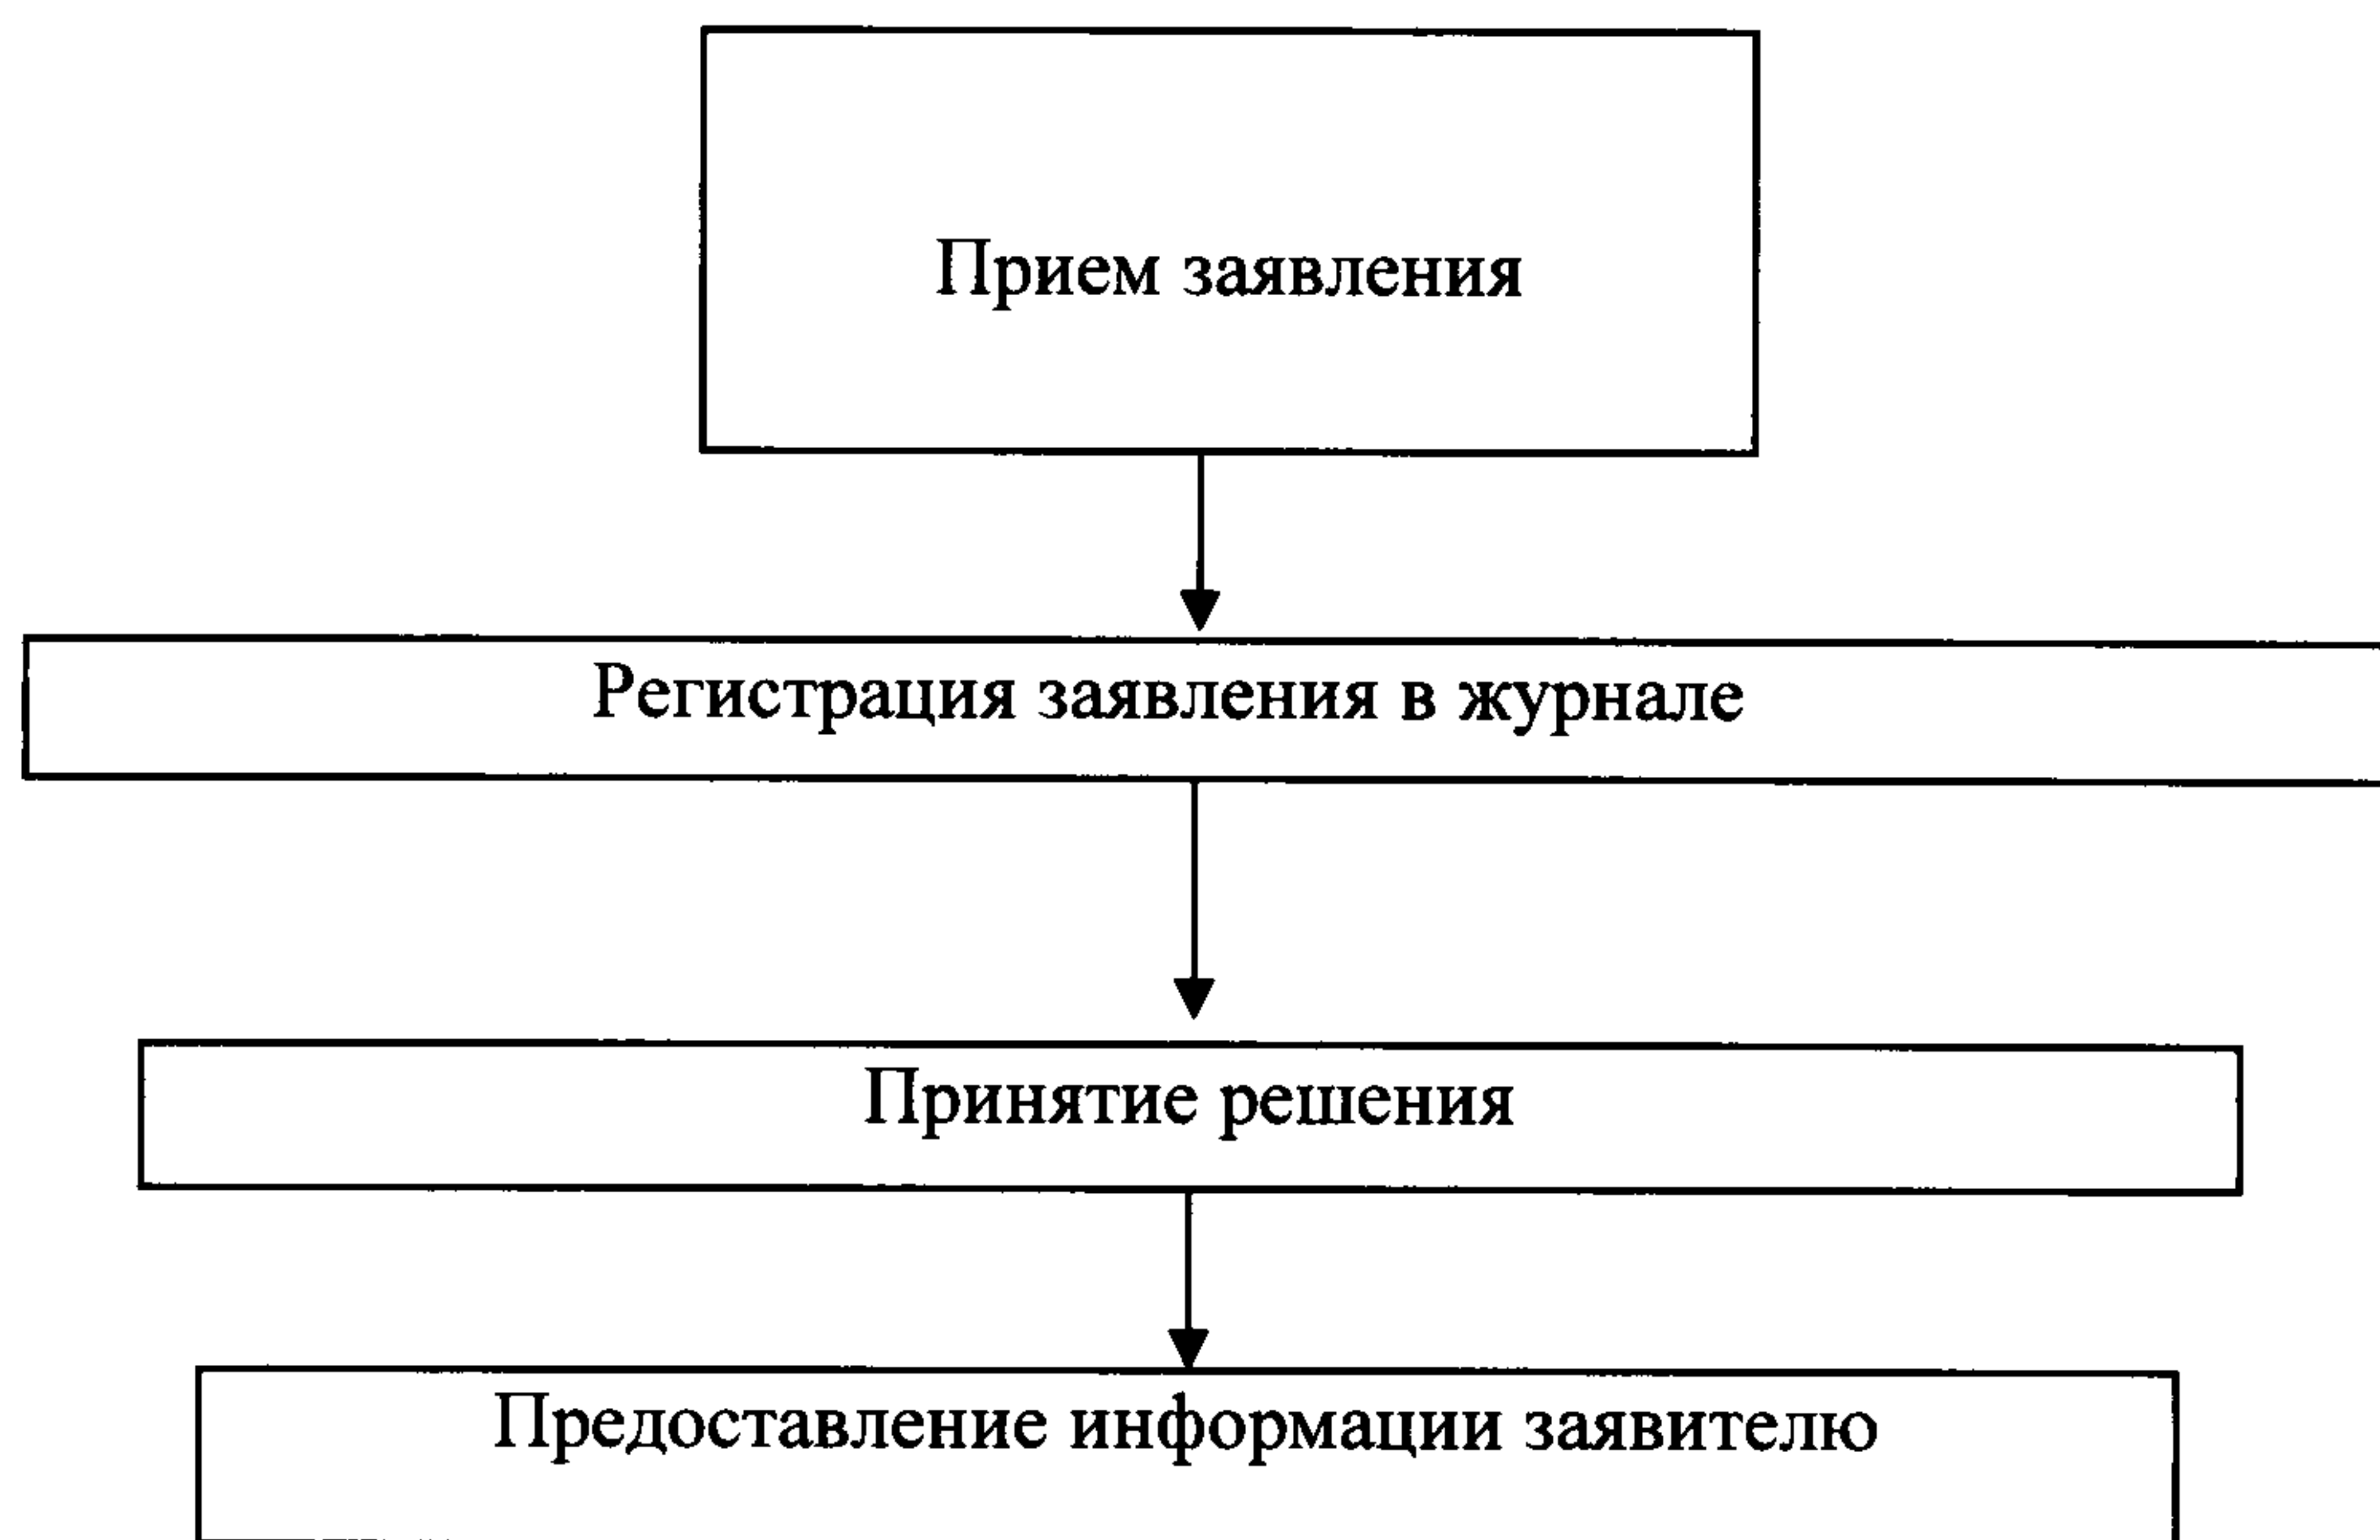 Прием заявления
Регистрация заявления в журнале
Принятие решения
Предоставление информации заявителю